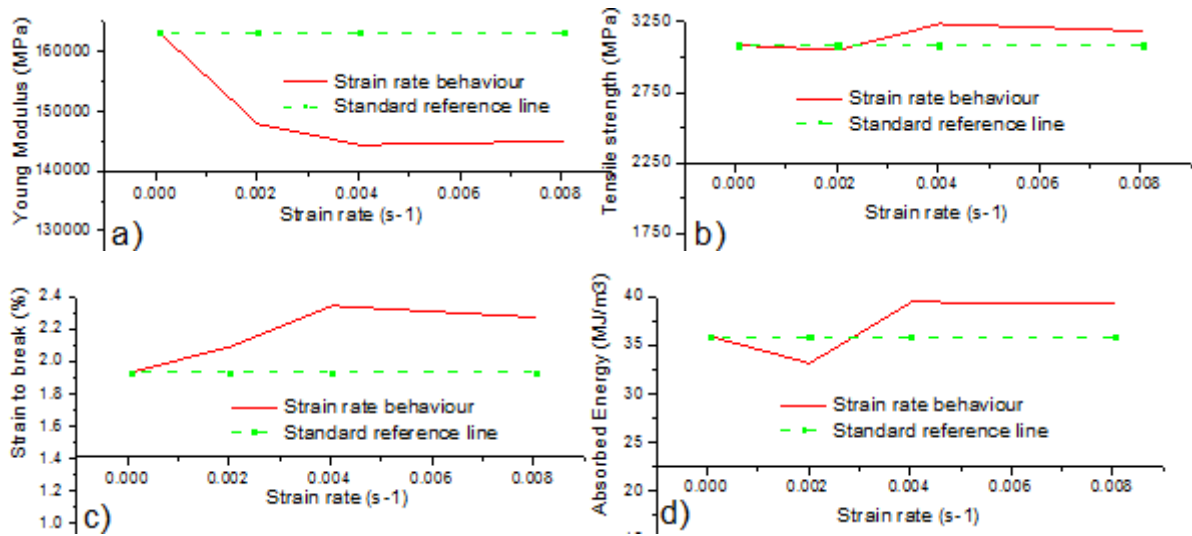 Young Modulus (MPa)
160000
150000
140000
130000
Strain rate behaviour
Standard reference line
0.000 0.002 0.004 0.006 0.008
Strain rate (s-1)
a)
Tensile strength (MPa)
3250
2750
2250
1750
Strain rate behaviour
Standard reference line
0.000 0.002 0.004 0.006 0.008
Strain rate (s-1)
b)
Strain to break (%)
2.4
2.2
2.0
1.8
1.6
1.4
1.2
1.0
Strain rate behaviour
Standard reference line
0.000 0.002 0.004 0.006 0.008
Strain rate (s-1)
c)
Absorbed Energy (MJ/m3)
40
35
30
25
20
Strain rate behaviour
Standard reference line
0.000 0.002 0.004 0.006 0.008
Strain rate (s-1)
d)